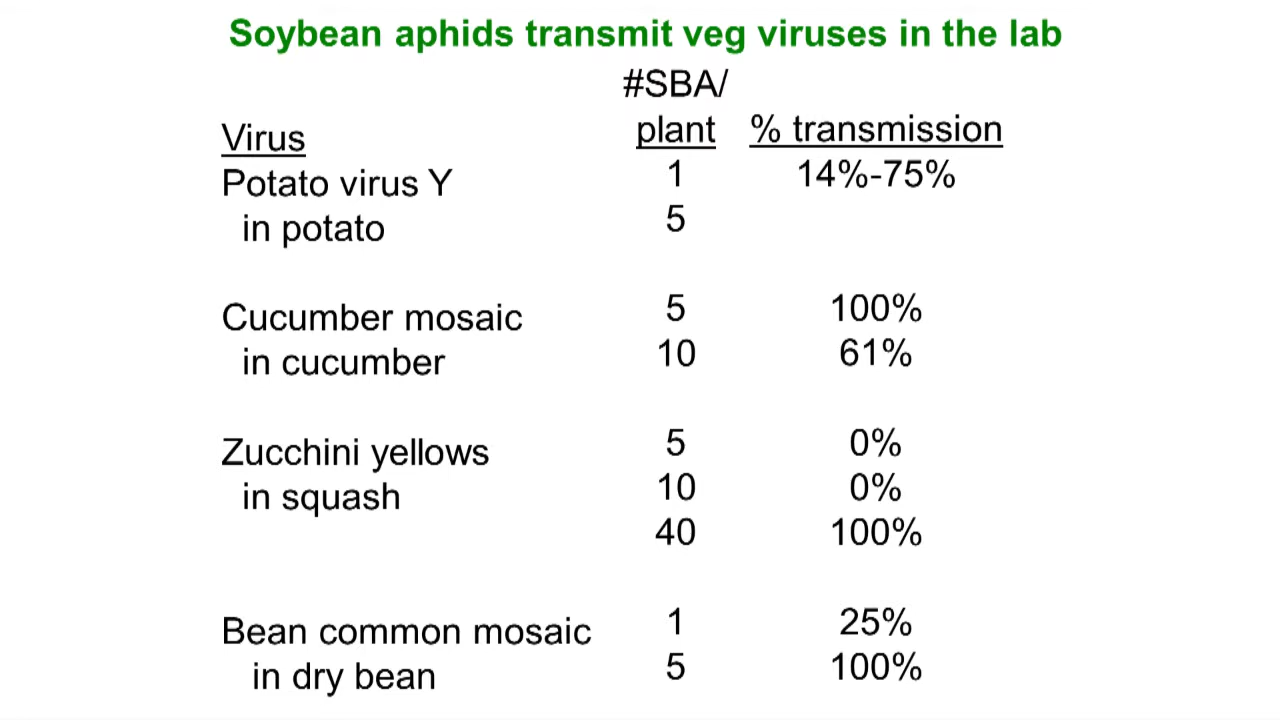 Soybean aphids transmit veg viruses in the lab
#SBA/
Virus plant % transmission
Potato virus Y 1 14%-75%
in potato 5
Cucumber mosaic 5 100%
in cucumber 10 61%
Zucchini yellows 5 0%
in squash 10 0%
40 100%
Bean common mosaic 1 25%
in dry bean 5 100%